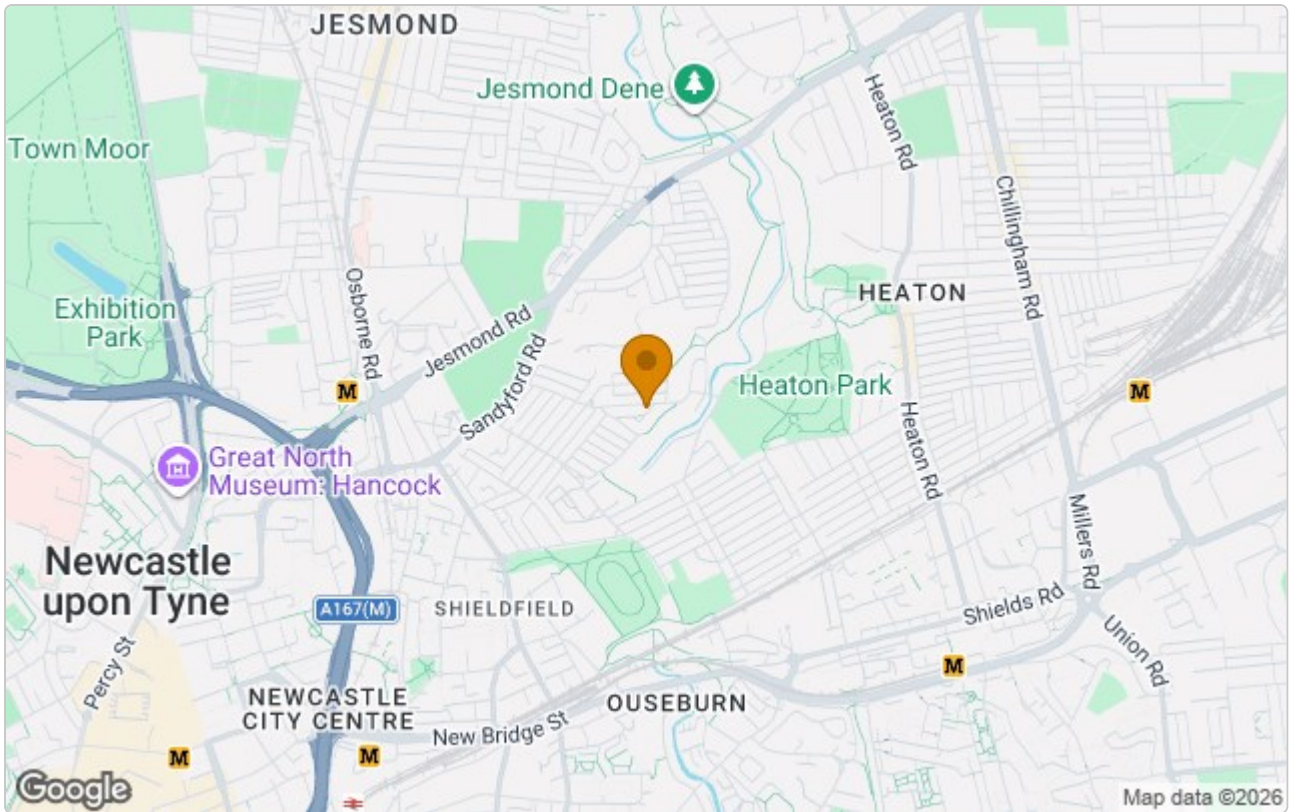 JESMOND
Jesmond Dene
Heaton Rd
Town Moor
Chillingham Rd
Osborne Rd
Exhibition
Park
HEATON
Jesmond Rd
Sandyford Rd
M
Heaton Park
M
Heaton Rd
Great North
Museum: Hancock
Millers Rd
Newcastle
upon Tyne
A167(M)
SHIELDFIELD
Shields Rd
Union Rd
Percy St
M
NEWCASTLE
CITY CENTRE
OUSEBURN
New Bridge St
M
M
Google
Map data ©2026